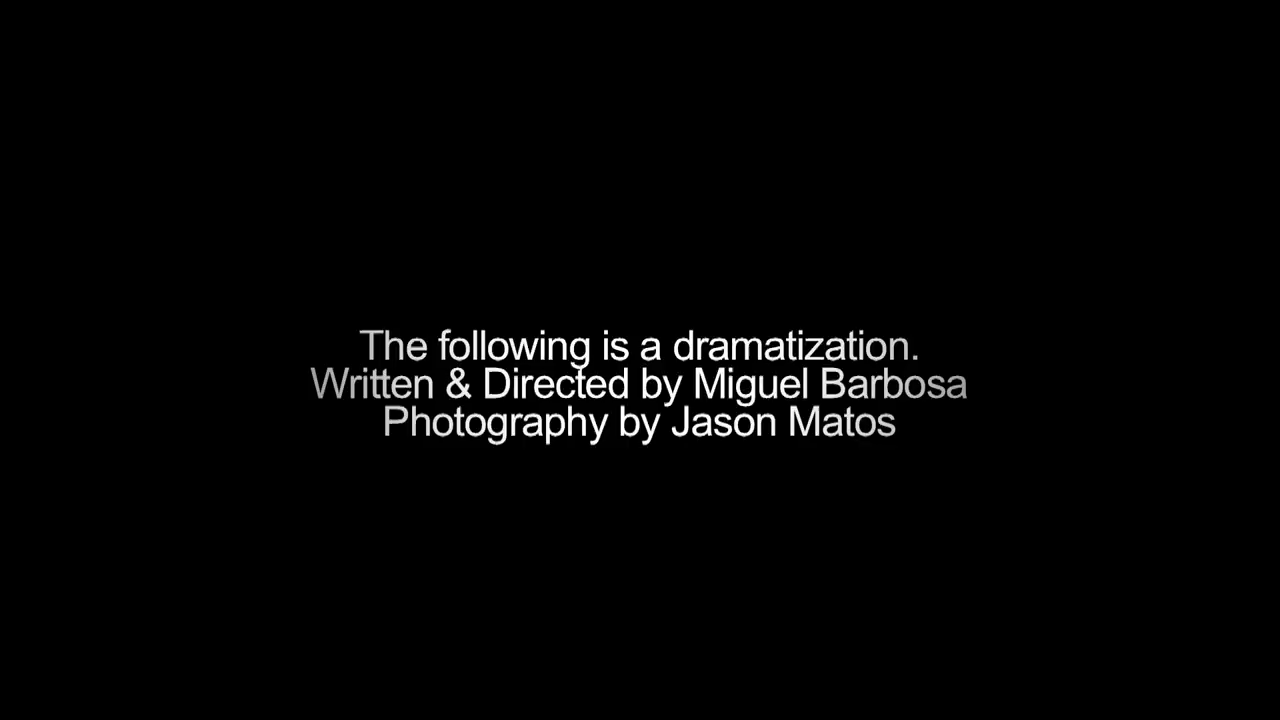 The following is a dramatization.
Written & Directed by Miguel Barbosa
Photography by Jason Matos